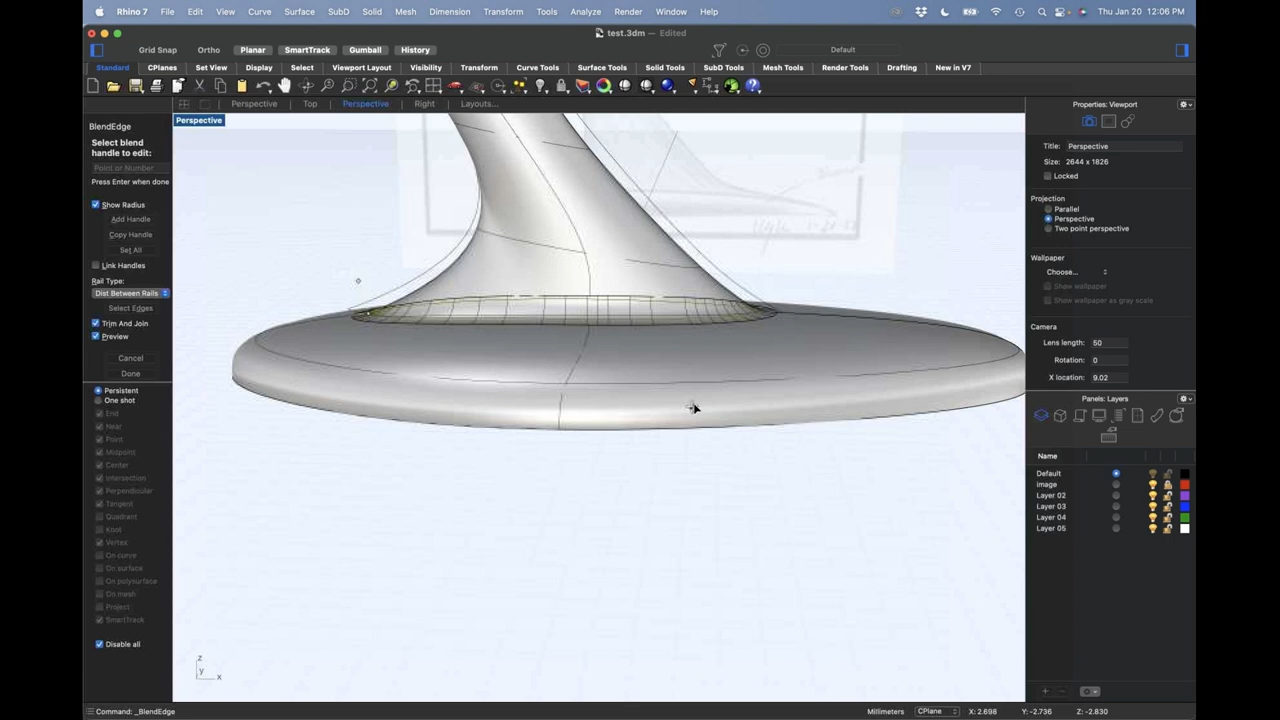 Rhino 7 File Edit View Curve Surface SubD Solid Mesh Dimension Transform Tools Analyze Render Window Help Thu Jan 20 12:06 PM
test.3dm — Edited
Grid Snap Ortho Planar SmartTrack Gumball History Default
Standard CPlanes Set View Display Select Viewport Layout Visibility Transform Curve Tools Surface Tools Solid Tools SubD Tools Mesh Tools Render Tools Drafting New in V7
Perspective Top Perspective Right Layouts...
Perspective
BlendEdge
Select blend
handle to edit:
Point or Number
Press Enter when done
Show Radius
Add Handle
Copy Handle
Set All
Link Handles
Rail Type:
Dist Between Rails
Select Edges
Trim And Join
Preview
Cancel
Done
Persistent
One shot
End
Near
Point
Midpoint
Center
Intersection
Perpendicular
Tangent
Quadrant
Knot
Vertex
On curve
On surface
On polysurface
On mesh
Project
SmartTrack
Disable all
z
y
x
Properties: Viewport
Title: Perspective
Size: 2644 x 1826
Locked
Projection
Parallel
Perspective
Two point perspective
Wallpaper
Choose...
Show wallpaper
Show wallpaper as gray scale
Camera
Lens length: 50
Rotation: 0
X location: 9.02
Panels: Layers
Name
Default
image
Layer 02
Layer 03
Layer 04
Layer 05
Command: _BlendEdge
Millimeters CPlane X: 2.698 Y: -2.736 Z: -2.830